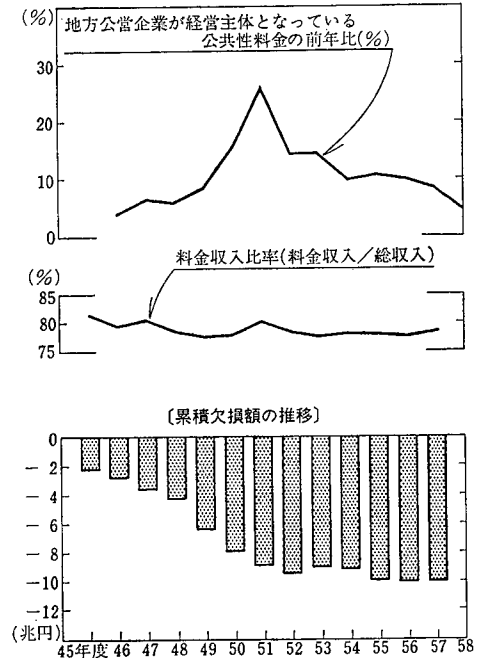 (%)
地方公営企業が経営主体となっている
公共性料金の前年比(%)
30
20
10
0
料金収入比率(料金収入／総収入)
(%)
85
80
75
〔累積欠損額の推移〕
0
－ 2
－ 4
－ 6
－ 8
－10
－12
(兆円)
45年度 46 47 48 49 50 51 52 53 54 55 56 57 58